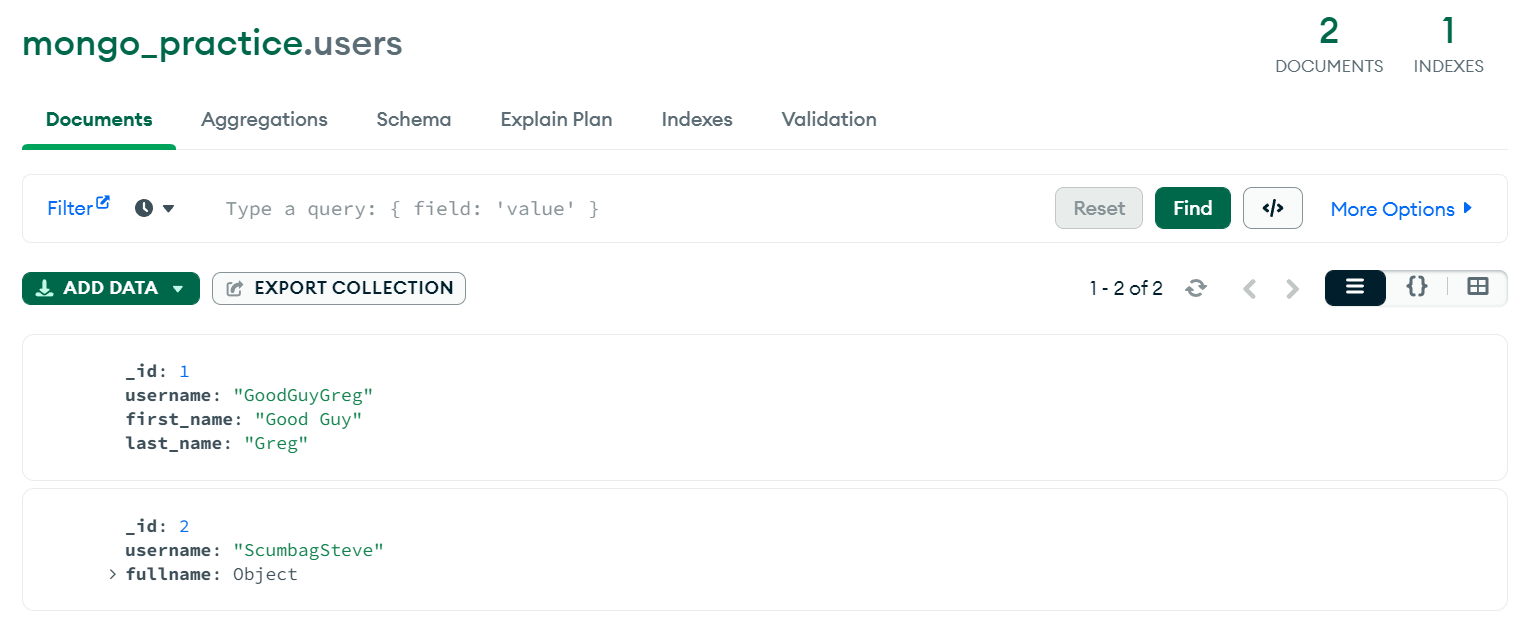 mongo_practice.users
2 1
DOCUMENTS INDEXES
Documents Aggregations Schema Explain Plan Indexes Validation
Filter Type a query: { field: 'value' } Reset Find </> More Options
ADD DATA EXPORT COLLECTION 1 - 2 of 2 {}
_id: 1
username: "GoodGuyGreg"
first_name: "Good Guy"
last_name: "Greg"
_id: 2
username: "ScumbagSteve"
> fullname: Object